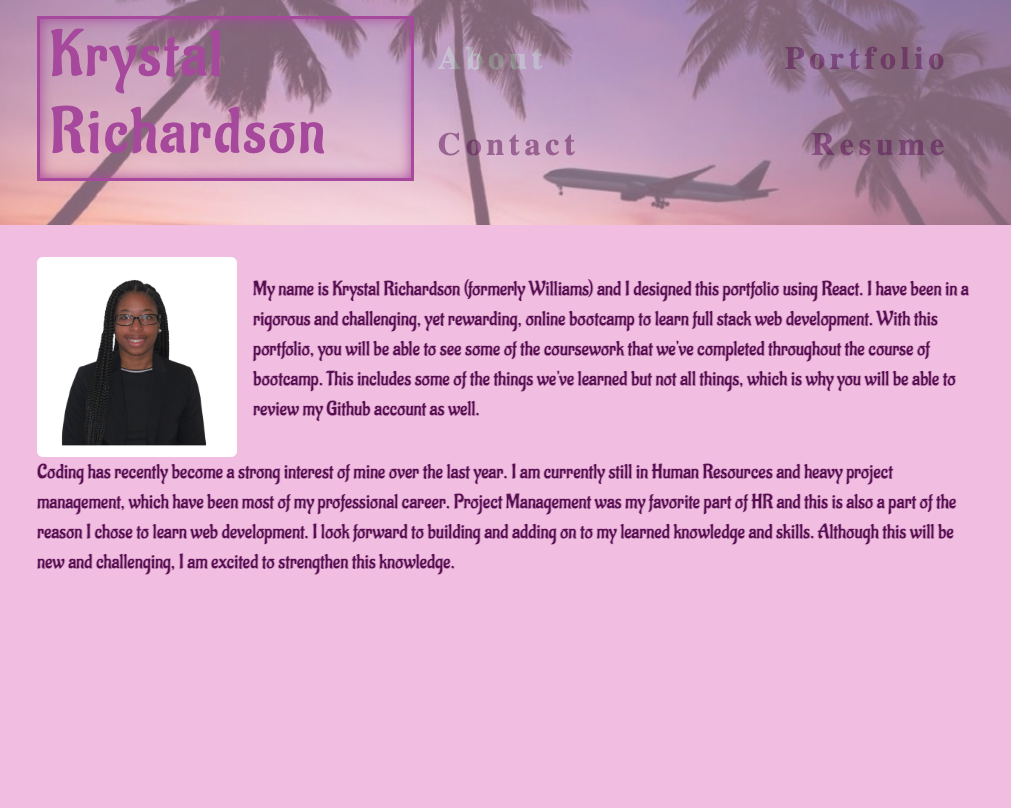 Krystal
Richardson
About
Portfolio
Contact
Resume
My name is Krystal Richardson (formerly Williams) and I designed this portfolio using React. I have been in a
rigorous and challenging, yet rewarding, online bootcamp to learn full stack web development. With this
portfolio, you will be able to see some of the coursework that we've completed throughout the course of
bootcamp. This includes some of the things we've learned but not all things, which is why you will be able to
review my Github account as well.
Coding has recently become a strong interest of mine over the last year. I am currently still in Human Resources and heavy project
management, which have been most of my professional career. Project Management was my favorite part of HR and this is also a part of the
reason I chose to learn web development. I look forward to building and adding on to my learned knowledge and skills. Although this will be
new and challenging, I am excited to strengthen this knowledge.